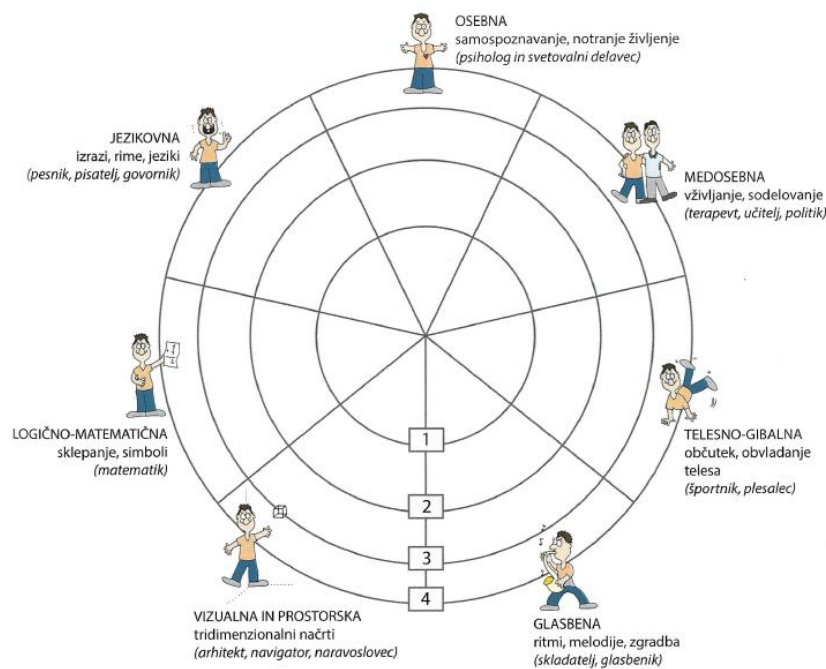 OSEBNA
samospoznavanje, notranje življenje
(psiholog in svetovalni delavec)
JEZIKOVNA
izrazi, rime, jeziki
(pesnik, pisatelj, govornik)
MEDOSEBNA
vživljanje, sodelovanje
(terapevt, učitelj, politik)
LOGIČNO-MATEMATIČNA
sklepanje, simboli
(matematik)
TELESNO-GIBALNA
občutek, obvladanje
telesa
(športnik, plesalec)
1
2
3
4
VIZUALNA IN PROSTORSKA
tridimenzionalni načrti
(arhitekt, navigator, naravoslovec)
GLASBENA
ritmi, melodije, zgradba
(skladatelj, glasbenik)